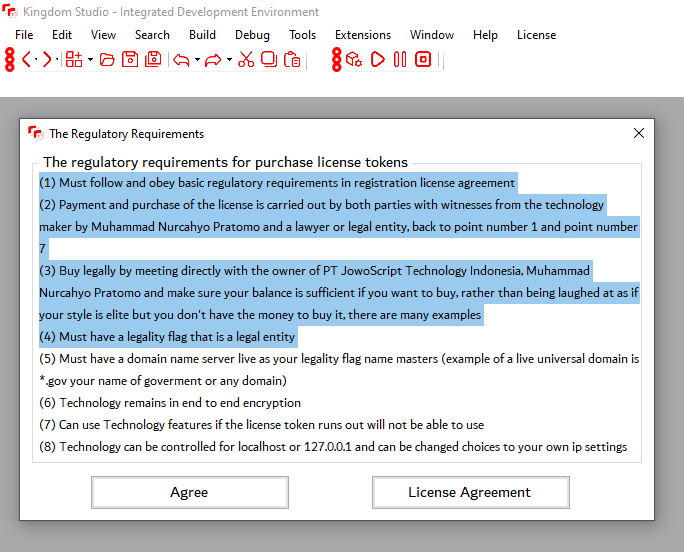 Kingdom Studio - Integrated Development Environment
File Edit View Search Build Debug Tools Extensions Window Help License
The Regulatory Requirements
The regulatory requirements for purchase license tokens
(1) Must follow and obey basic regulatory requirements in registration license agreement
(2) Payment and purchase of the license is carried out by both parties with witnesses from the technology
maker by Muhammad Nurcahyo Pratomo and a lawyer or legal entity, back to point number 1 and point number
7
(3) Buy legally by meeting directly with the owner of PT JowoScript Technology Indonesia, Muhammad
Nurcahyo Pratomo and make sure your balance is sufficient if you want to buy, rather than being laughed at as if
your style is elite but you don't have the money to buy it, there are many examples
(4) Must have a legality flag that is a legal entity
(5) Must have a domain name server live as your legality flag name masters (example of a live universal domain is
*.gov your name of goverment or any domain)
(6) Technology remains in end to end encryption
(7) Can use Technology features if the license token runs out will not be able to use
(8) Technology can be controlled for localhost or 127.0.0.1 and can be changed choices to your own ip settings
Agree License Agreement